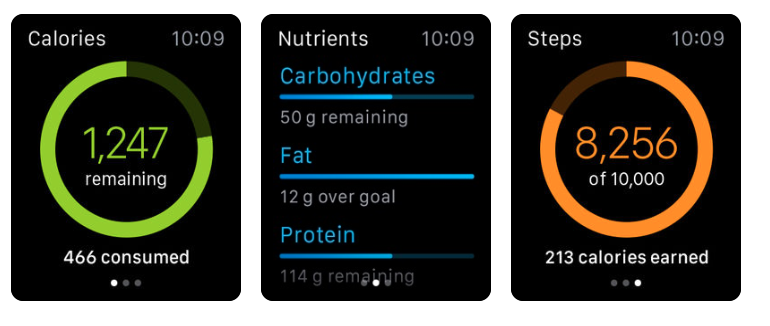 Calories 10:09
1,247
remaining
466 consumed
Nutrients 10:09
Carbohydrates
50 g remaining
Fat
12 g over goal
Protein
114 g remaining
Steps 10:09
8,256
of 10,000
213 calories earned